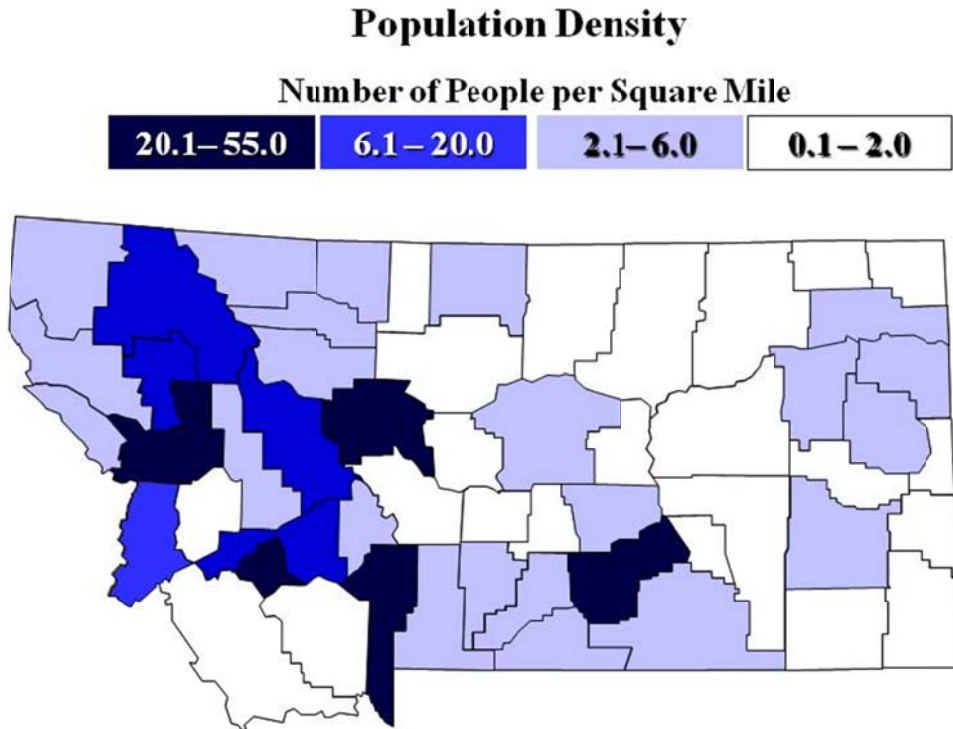 Population Density
Number of People per Square Mile
20.1– 55.0 6.1 – 20.0 2.1– 6.0 0.1 – 2.0